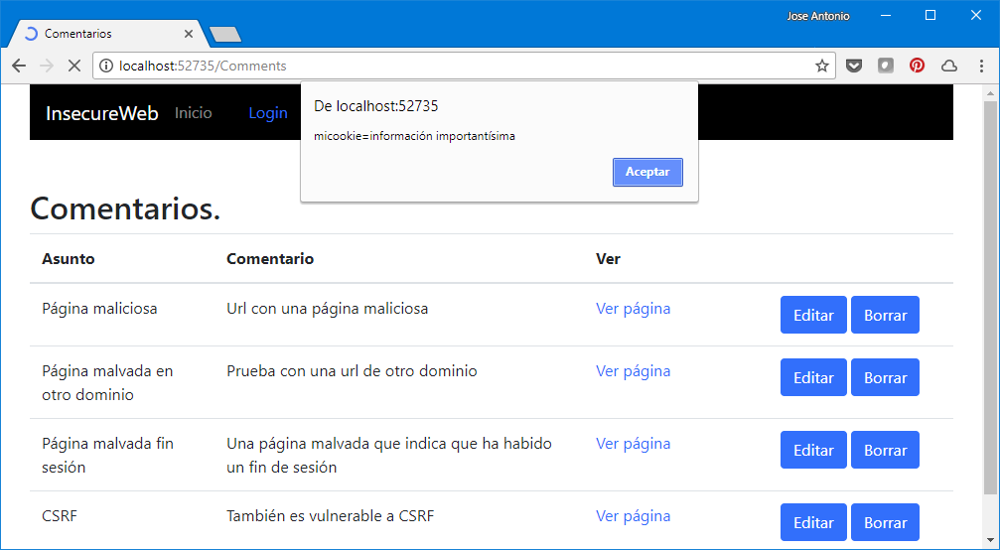 Jose Antonio
Comentarios
localhost:52735/Comments
InsecureWeb Inicio Login
De localhost:52735
micookie=información importantísima
Aceptar
Comentarios.
Asunto Comentario Ver
Página maliciosa Url con una página maliciosa Ver página Editar Borrar
Página malvada en
otro dominio
Prueba con una url de otro dominio Ver página Editar Borrar
Página malvada fin
sesión
Una página malvada que indica que ha habido
un fin de sesión
Ver página Editar Borrar
CSRF También es vulnerable a CSRF Ver página Editar Borrar